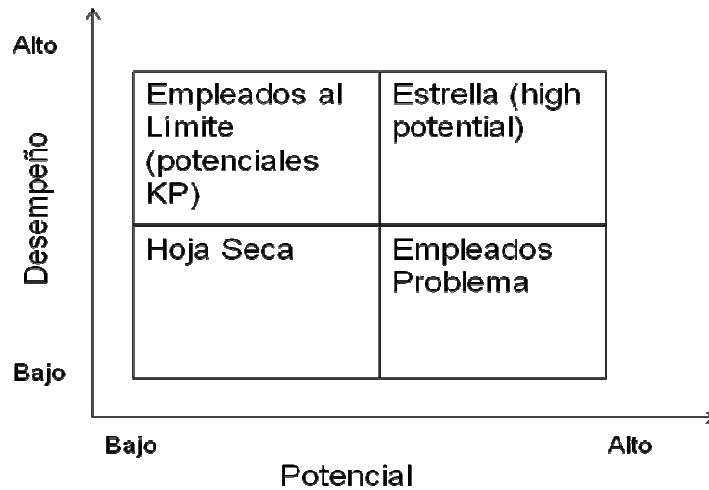 Alto
Desempeño
Bajo
Empleados al
Límite
(potenciales
KP)
Estrella (high
potential)
Hoja Seca
Empleados
Problema
Bajo
Alto
Potencial